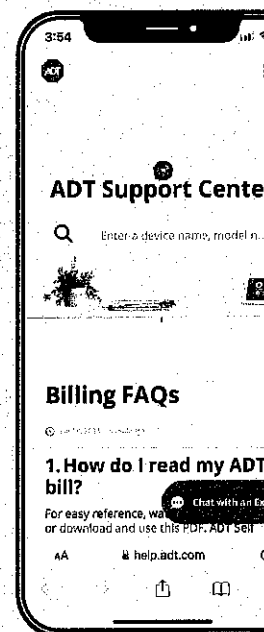 3:54
ADT
ADT Support Cente
Enter a device name, model n...
Billing FAQs
1. How do I read my ADT
bill?
For easy reference, wa
Chat with an Ex
or download and use this PDF. ADT Self
AA
help.adt.com